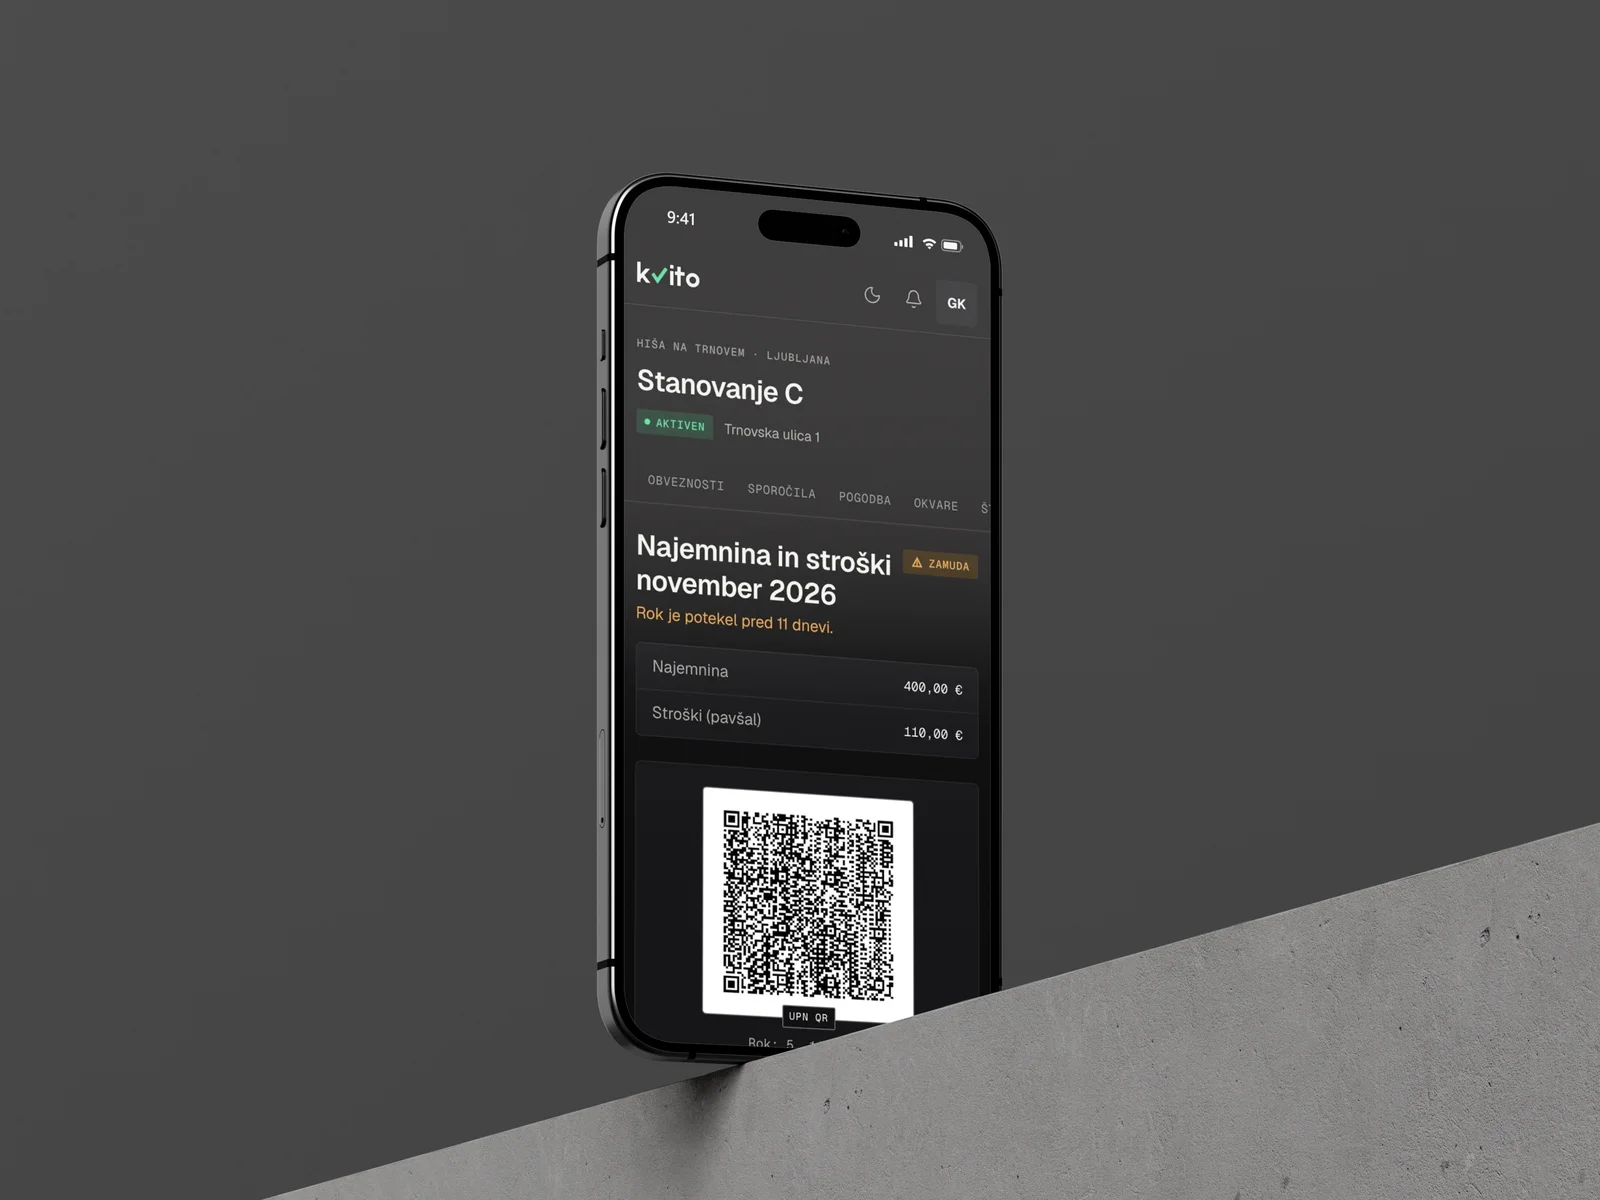 9:41
kvito
GK
HIŠA NA TRNOVEM · LJUBLJANA
Stanovanje C
AKTIVEN
Trnovska ulica 1
OBVEZNOSTI SPOROČILA POGODBA OKVARE
Najemnina in stroški
november 2026
ZAMUDA
Rok je potekel pred 11 dnevi.
Najemnina 400,00 €
Stroški (pavšal) 110,00 €
UPN QR
Rok: 5